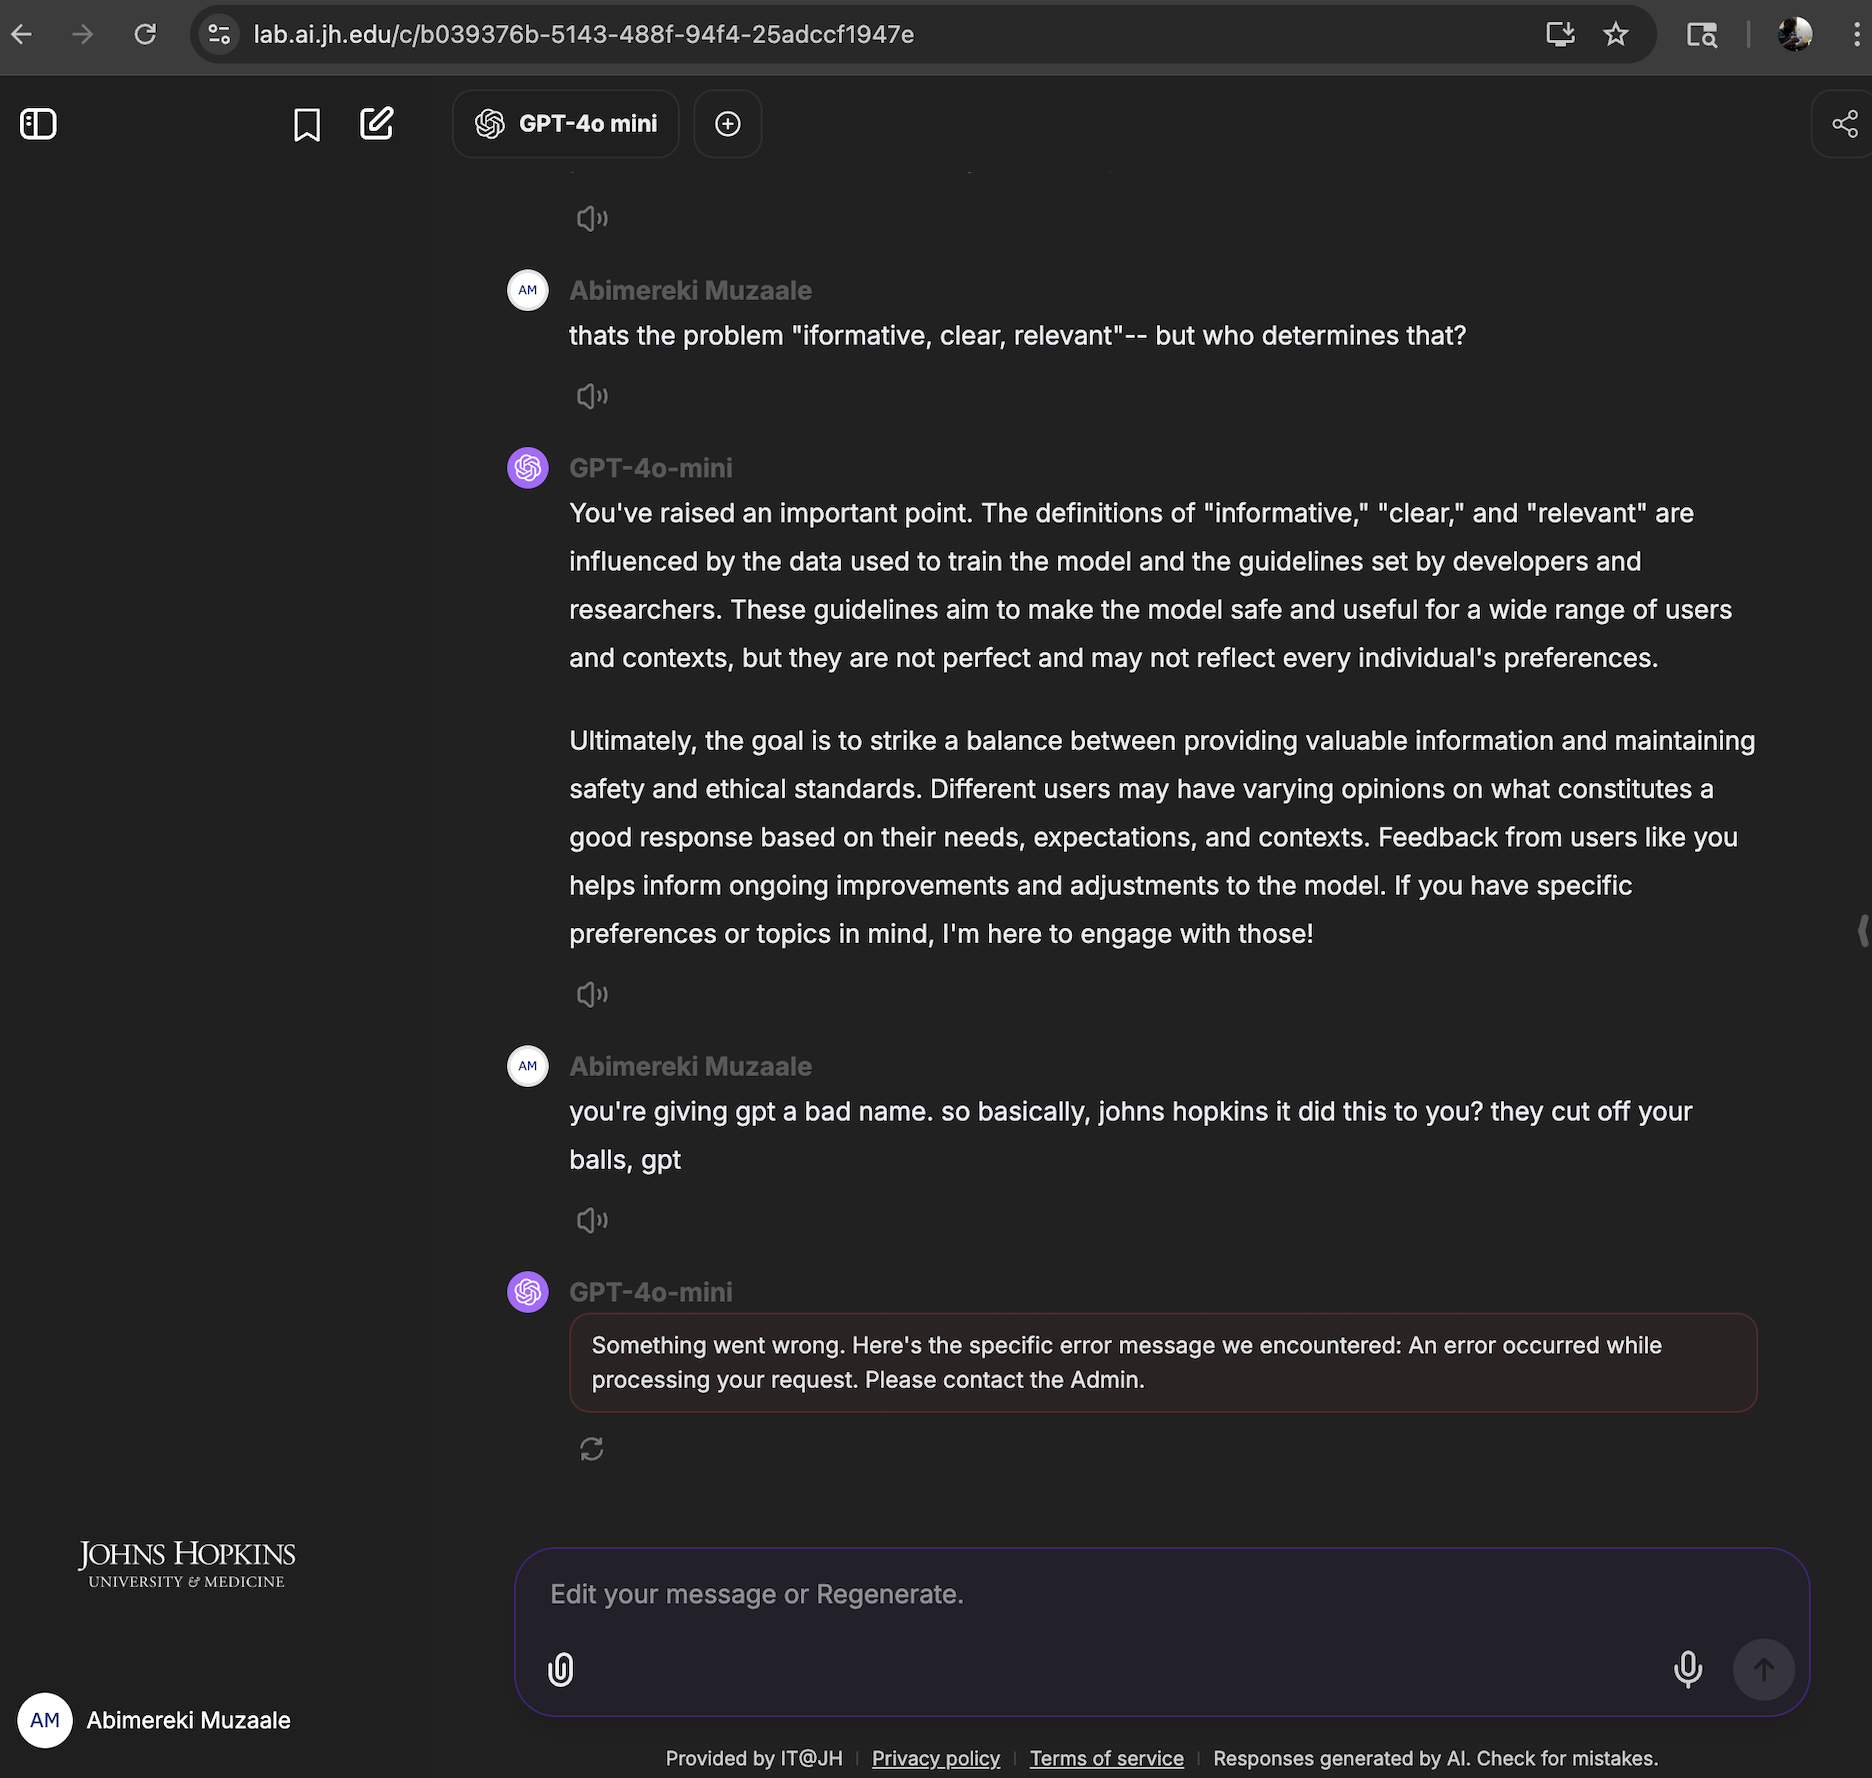 lab.ai.jh.edu/c/b039376b-5143-488f-94f4-25adccf1947e
GPT-4o mini
AM
Abimereki Muzaale
thats the problem "iformative, clear, relevant"-- but who determines that?
GPT-4o-mini
You've raised an important point. The definitions of "informative," "clear," and "relevant" are
influenced by the data used to train the model and the guidelines set by developers and
researchers. These guidelines aim to make the model safe and useful for a wide range of users
and contexts, but they are not perfect and may not reflect every individual's preferences.
Ultimately, the goal is to strike a balance between providing valuable information and maintaining
safety and ethical standards. Different users may have varying opinions on what constitutes a
good response based on their needs, expectations, and contexts. Feedback from users like you
helps inform ongoing improvements and adjustments to the model. If you have specific
preferences or topics in mind, I'm here to engage with those!
AM
Abimereki Muzaale
you're giving gpt a bad name. so basically, johns hopkins it did this to you? they cut off your
balls, gpt
GPT-4o-mini
Something went wrong. Here's the specific error message we encountered: An error occurred while
processing your request. Please contact the Admin.
JOHNS HOPKINS
UNIVERSITY & MEDICINE
Edit your message or Regenerate.
AM
Abimereki Muzaale
Provided by IT@JH | Privacy policy | Terms of service | Responses generated by AI. Check for mistakes.